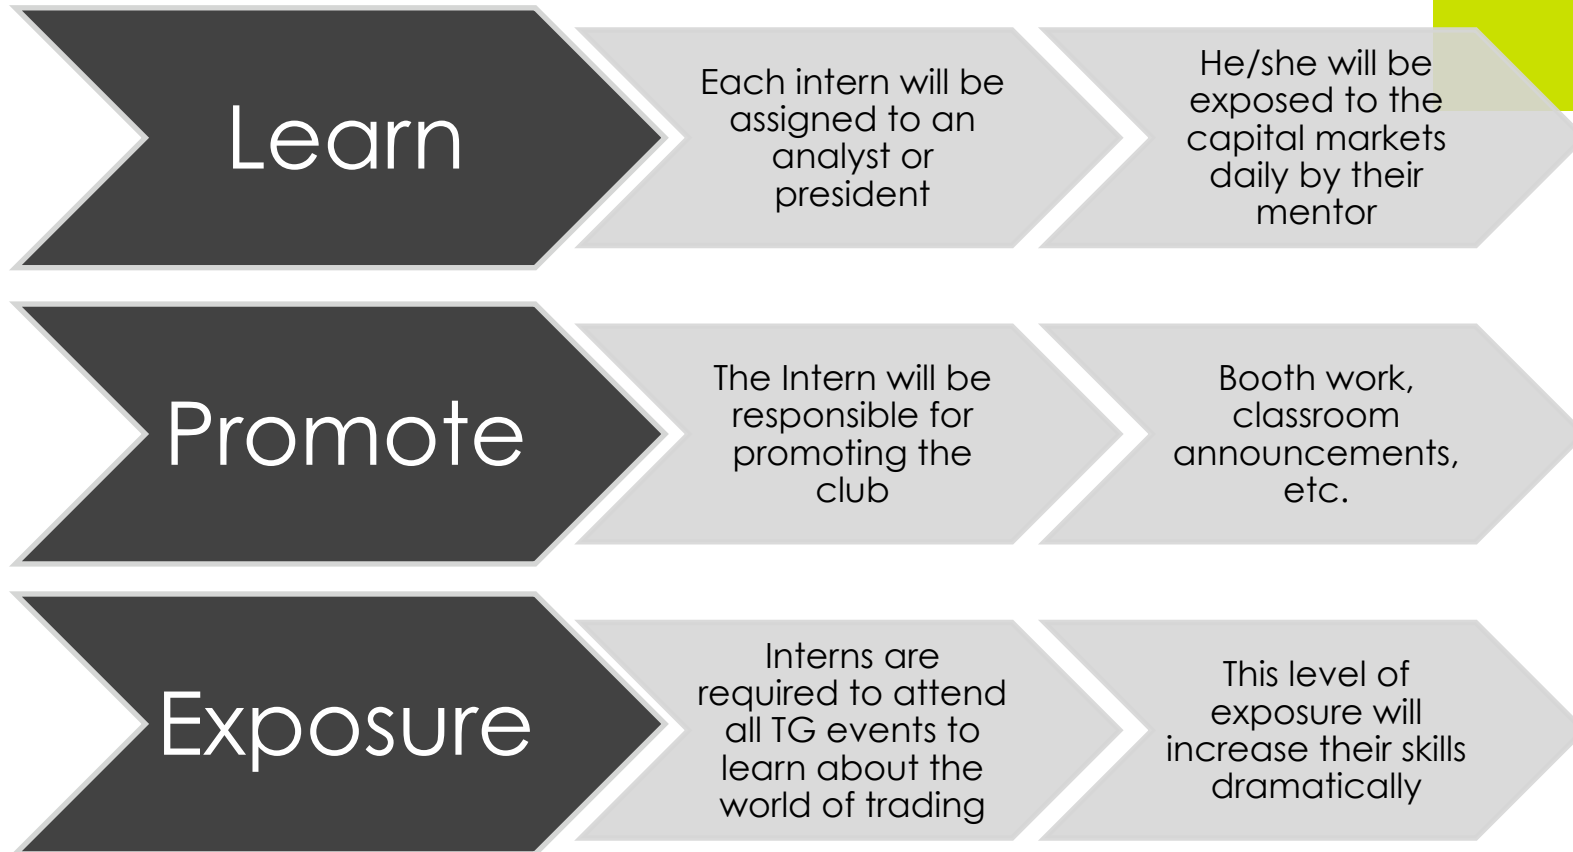 Learn
Each intern will be
assigned to an
analyst or
president
He/she will be
exposed to the
capital markets
daily by their
mentor
Promote
The Intern will be
responsible for
promoting the
club
Booth work,
classroom
announcements,
etc.
Exposure
Interns are
required to attend
all TG events to
learn about the
world of trading
This level of
exposure will
increase their skills
dramatically